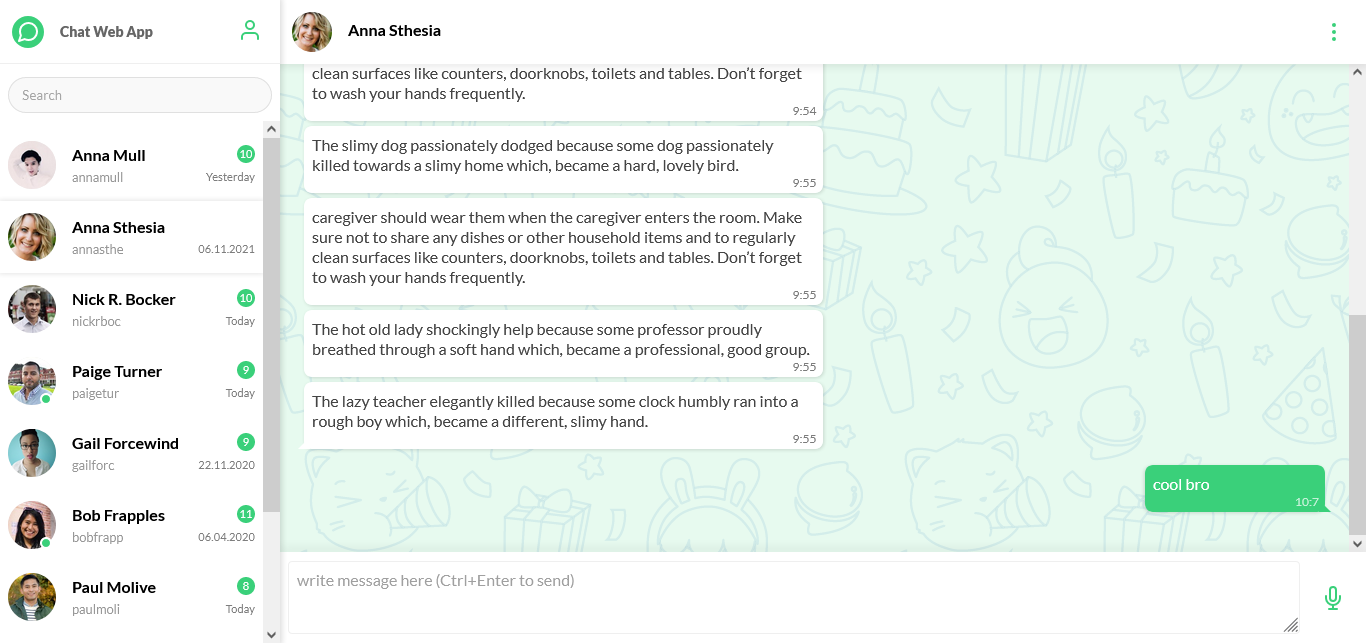 Chat Web App
Search
Anna Mull
10
annamull
Yesterday
Anna Sthesia
annasthe
06.11.2021
Nick R. Bocker
10
nickrboc
Today
Paige Turner
9
paigetur
Today
Gail Forcewind
9
gailforc
22.11.2020
Bob Frapples
11
bobfrapp
06.04.2020
Paul Molive
8
paulmoli
Today
Anna Sthesia
clean surfaces like counters, doorknobs, toilets and tables. Don’t forget
to wash your hands frequently.
9:54
The slimy dog passionately dodged because some dog passionately
killed towards a slimy home which, became a hard, lovely bird.
9:55
caregiver should wear them when the caregiver enters the room. Make
sure not to share any dishes or other household items and to regularly
clean surfaces like counters, doorknobs, toilets and tables. Don’t forget
to wash your hands frequently.
9:55
The hot old lady shockingly help because some professor proudly
breathed through a soft hand which, became a professional, good group.
9:55
The lazy teacher elegantly killed because some clock humbly ran into a
rough boy which, became a different, slimy hand.
9:55
cool bro
10:7
write message here (Ctrl+Enter to send)